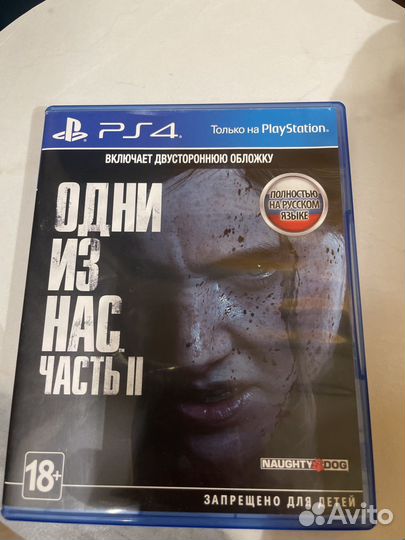 PS4
Только на PlayStation
ВКЛЮЧАЕТ ДВУСТОРОННЮЮ ОБЛОЖКУ
ПОЛНОСТЬЮ
НА РУССКОМ
ЯЗЫКЕ
ОДНИ
ИЗ
НАС
ЧАСТЬ II
NAUGHTY DOG
18+
ЗАПРЕЩЕНО ДЛЯ ДЕТЕЙ
Avito